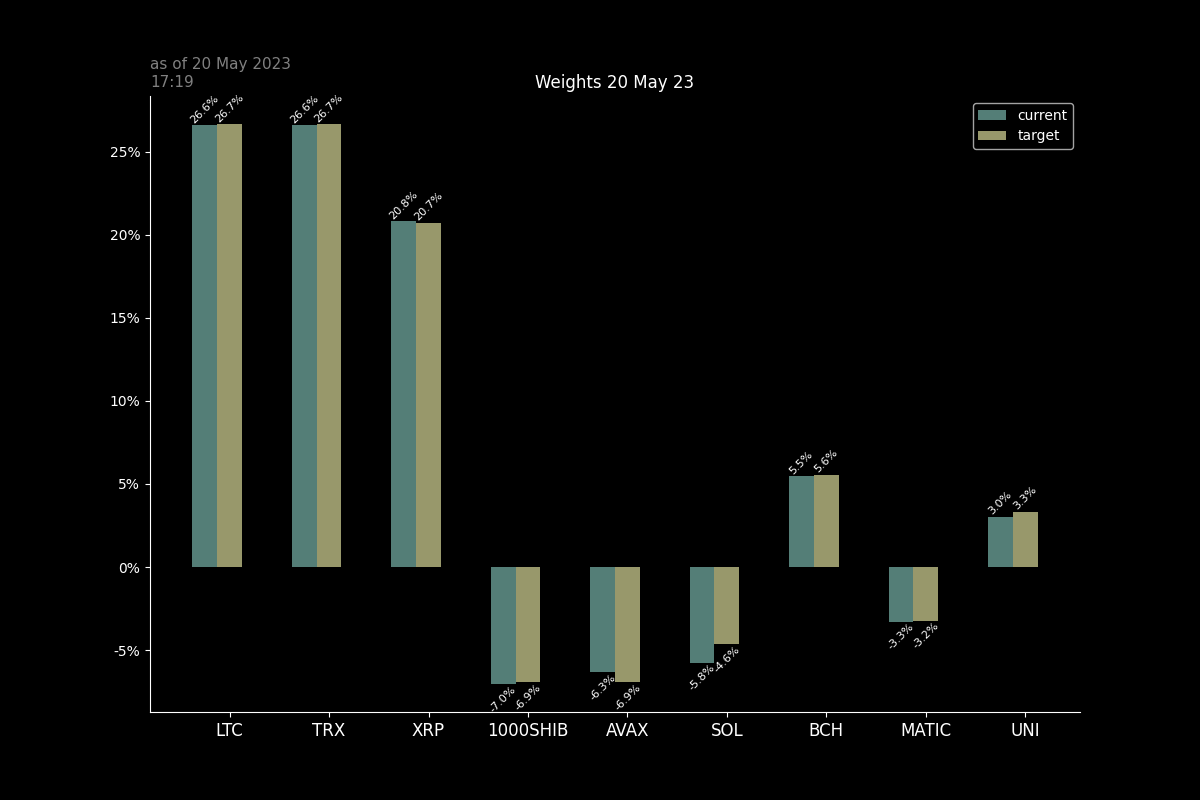 as of 20 May 2023
17:19
Weights 20 May 23
current
target
26.6% 26.7% 26.6% 26.7% 20.8% 20.7% -7.0% -6.9% -6.3% -6.9% -5.8% -4.6% 5.5% 5.6% -3.3% -3.2% 3.0% 3.3%
25%
20%
15%
10%
5%
0%
-5%
LTC TRX XRP 1000SHIB AVAX SOL BCH MATIC UNI